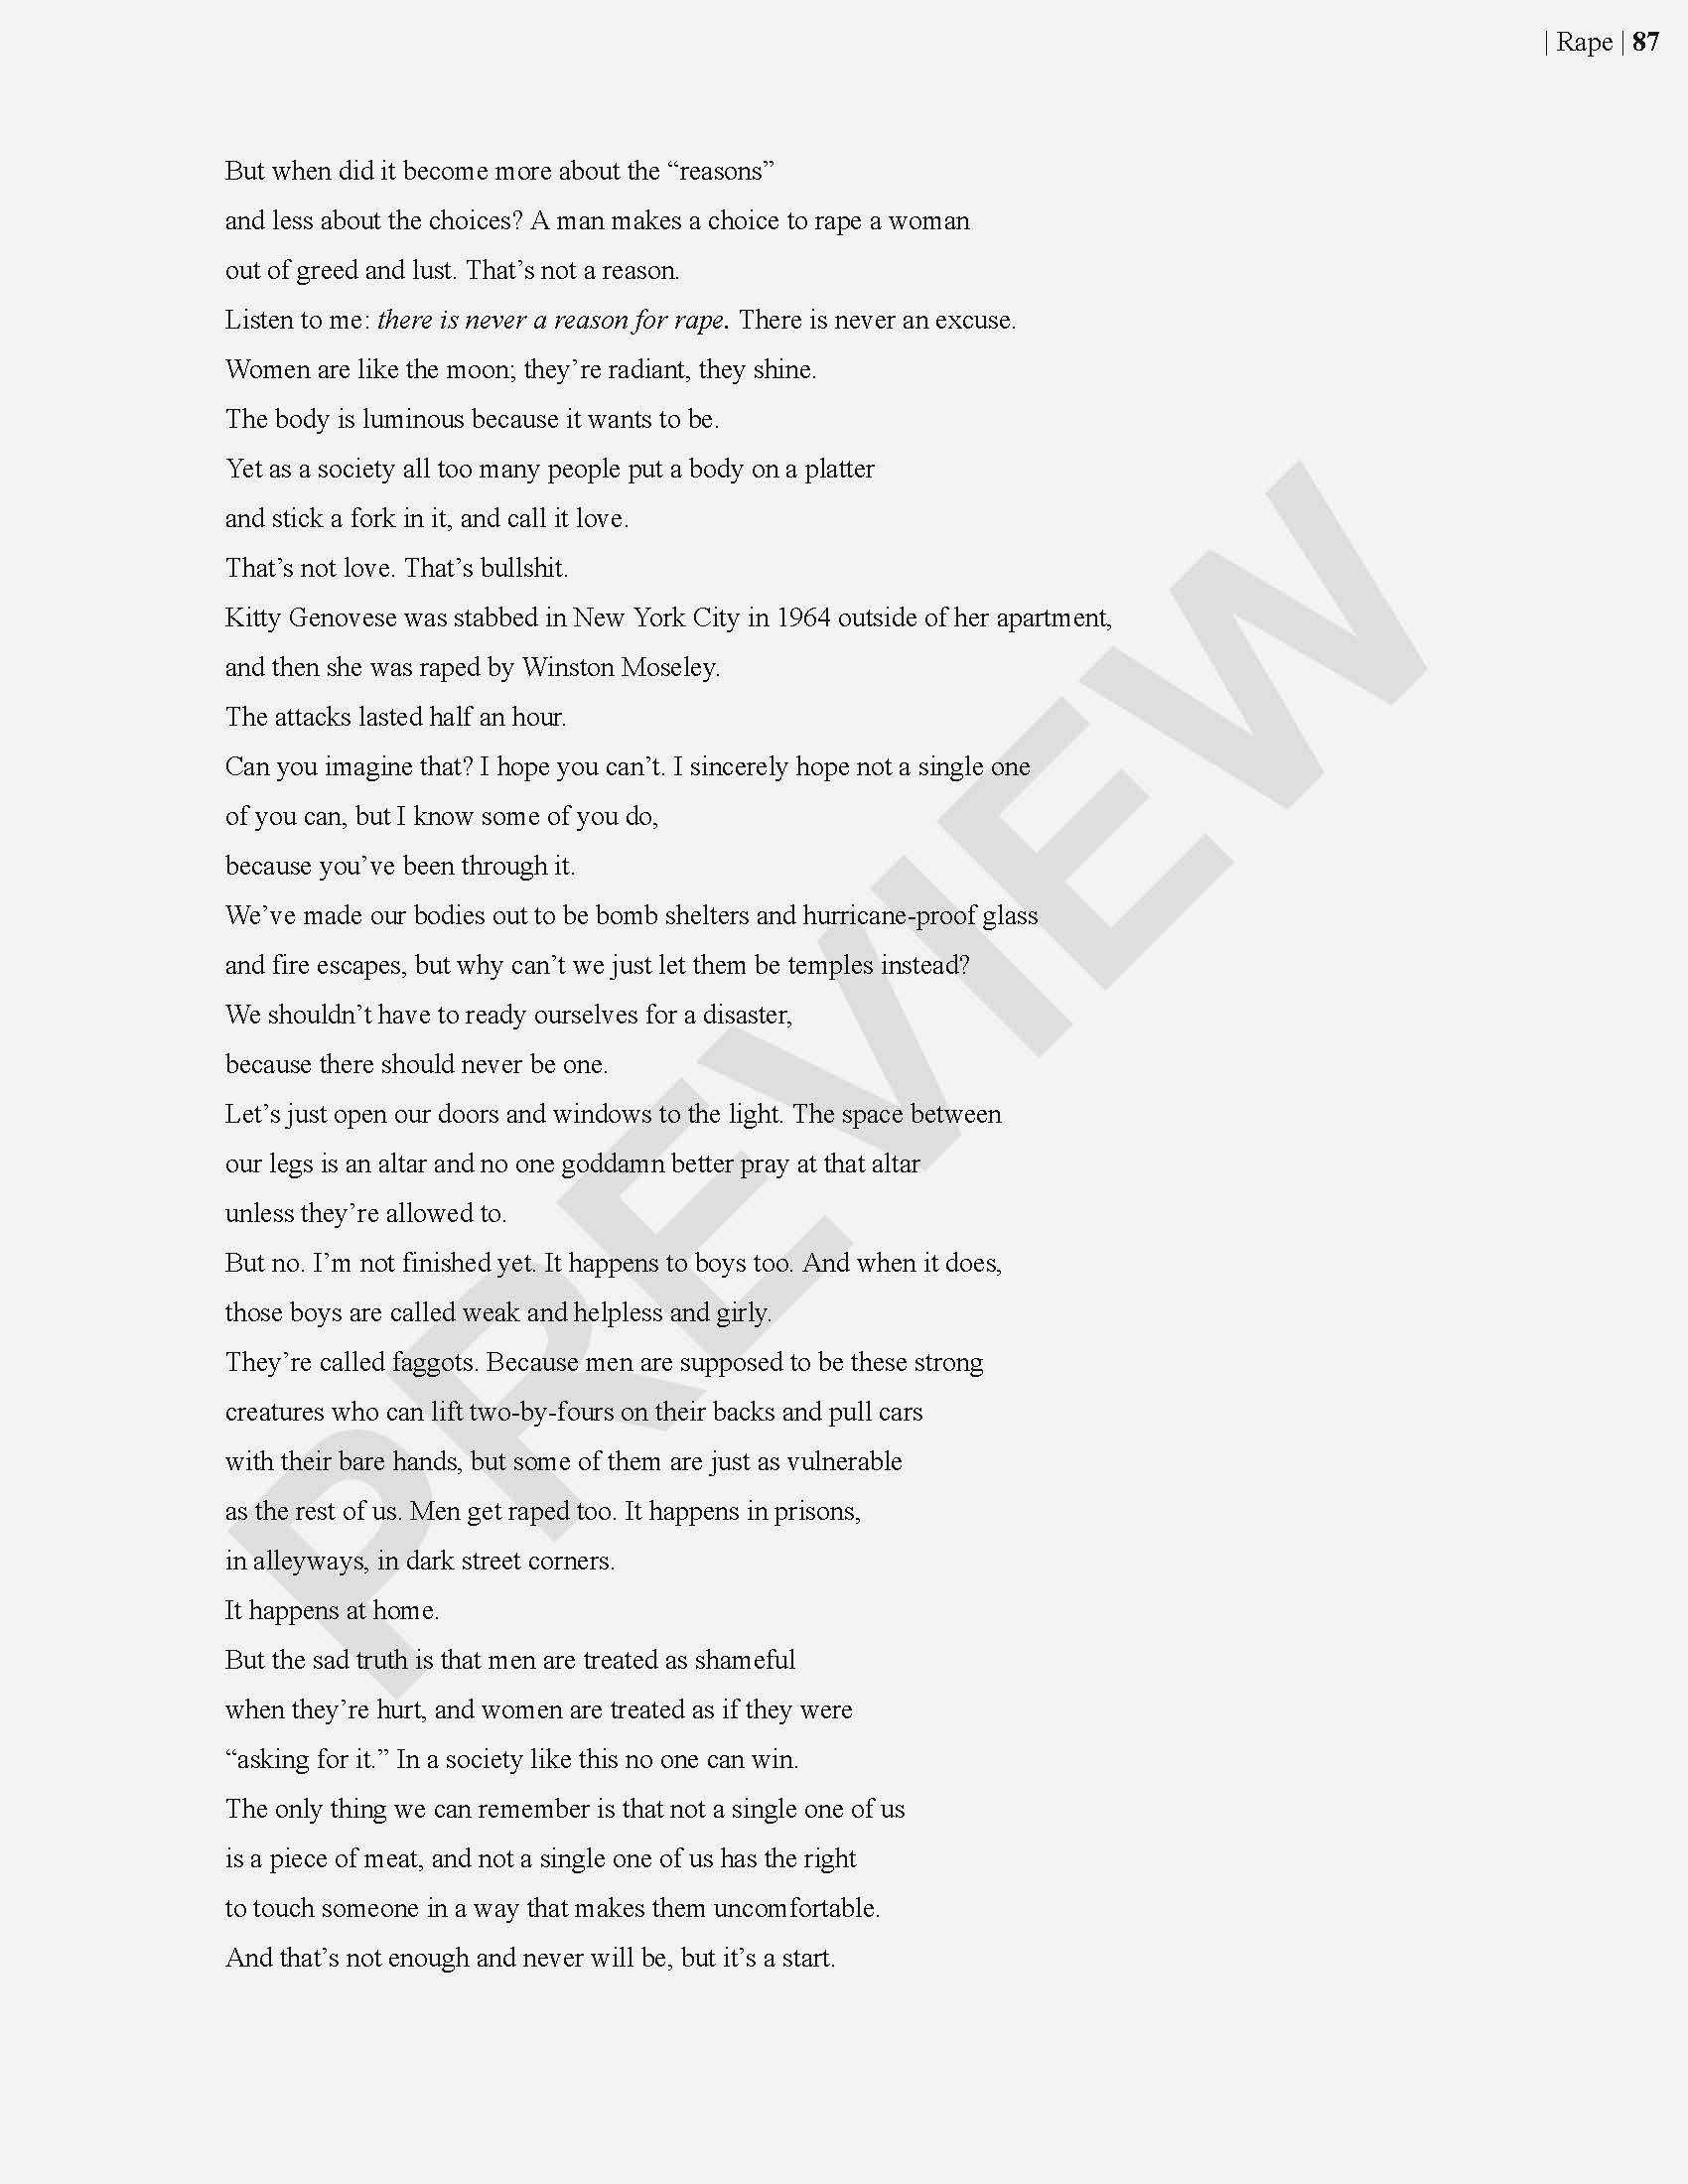 | Rape | 87
But when did it become more about the “reasons”
and less about the choices? A man makes a choice to rape a woman
out of greed and lust. That’s not a reason.
Listen to me: there is never a reason for rape. There is never an excuse.
Women are like the moon; they’re radiant, they shine.
The body is luminous because it wants to be.
Yet as a society all too many people put a body on a platter
and stick a fork in it, and call it love.
That’s not love. That’s bullshit.
Kitty Genovese was stabbed in New York City in 1964 outside of her apartment,
and then she was raped by Winston Moseley.
The attacks lasted half an hour.
Can you imagine that? I hope you can’t. I sincerely hope not a single one
of you can, but I know some of you do,
because you’ve been through it.
We’ve made our bodies out to be bomb shelters and hurricane-proof glass
and fire escapes, but why can’t we just let them be temples instead?
We shouldn’t have to ready ourselves for a disaster,
because there should never be one.
Let’s just open our doors and windows to the light. The space between
our legs is an altar and no one goddamn better pray at that altar
unless they’re allowed to.
But no. I’m not finished yet. It happens to boys too. And when it does,
those boys are called weak and helpless and girly.
They’re called faggots. Because men are supposed to be these strong
creatures who can lift two-by-fours on their backs and pull cars
with their bare hands, but some of them are just as vulnerable
as the rest of us. Men get raped too. It happens in prisons,
in alleyways, in dark street corners.
It happens at home.
But the sad truth is that men are treated as shameful
when they’re hurt, and women are treated as if they were
“asking for it.” In a society like this no one can win.
The only thing we can remember is that not a single one of us
is a piece of meat, and not a single one of us has the right
to touch someone in a way that makes them uncomfortable.
And that’s not enough and never will be, but it’s a start.
PREVIEW